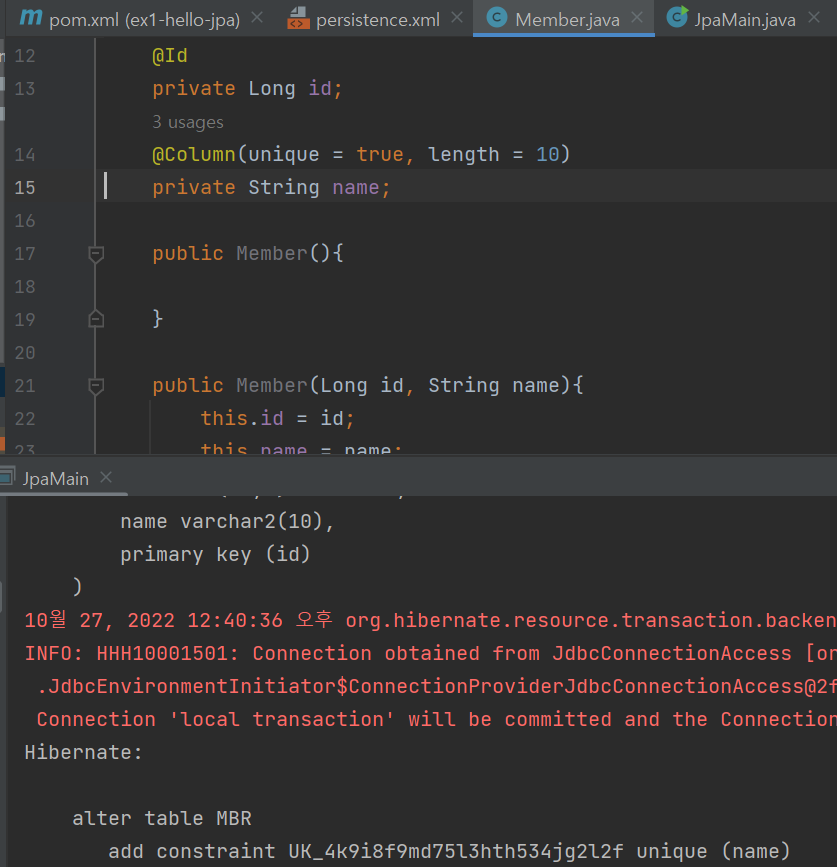 pom.xml (ex1-hello-jpa) persistence.xml Member.java JpaMain.java
12 @Id
13 private Long id;
3 usages
14 @Column(unique = true, length = 10)
15 private String name;
16
17 public Member(){
18
19 }
20
21 public Member(Long id, String name){
22 this.id = id;
23 this.name = name;
JpaMain
name varchar2(10),
primary key (id)
)
10월 27, 2022 12:40:36 오후 org.hibernate.resource.transaction.backen
INFO: HHH10001501: Connection obtained from JdbcConnectionAccess [or
.JdbcEnvironmentInitiator$ConnectionProviderJdbcConnectionAccess@2f
Connection 'local transaction' will be committed and the Connection
Hibernate:
alter table MBR
add constraint UK_4k9i8f9md75l3hth534jg2l2f unique (name)